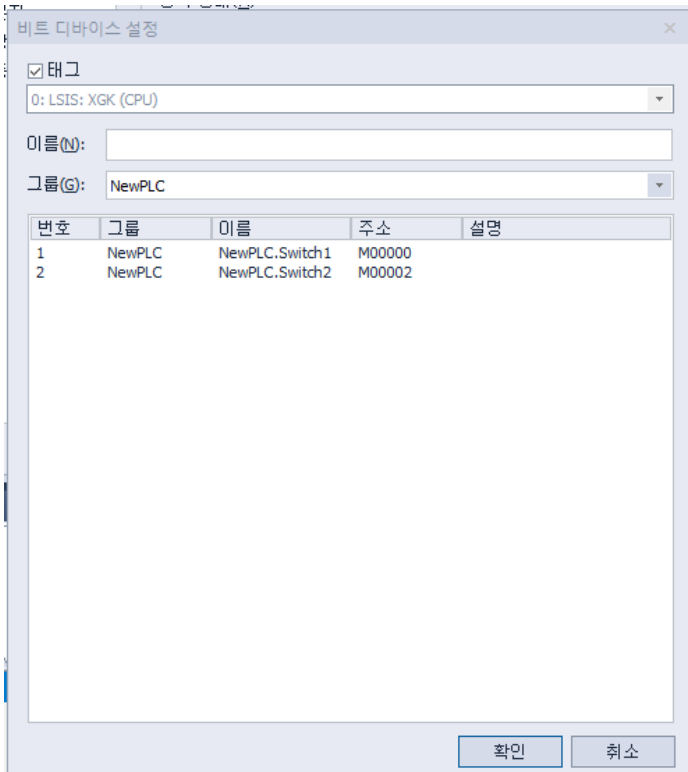 비트 디바이스 설정
태그
0: LSIS: XGK (CPU)
이름(N):
그룹(G): NewPLC
번호 그룹 이름 주소 설명
1 NewPLC NewPLC.Switch1 M00000
2 NewPLC NewPLC.Switch2 M00002
확인 취소